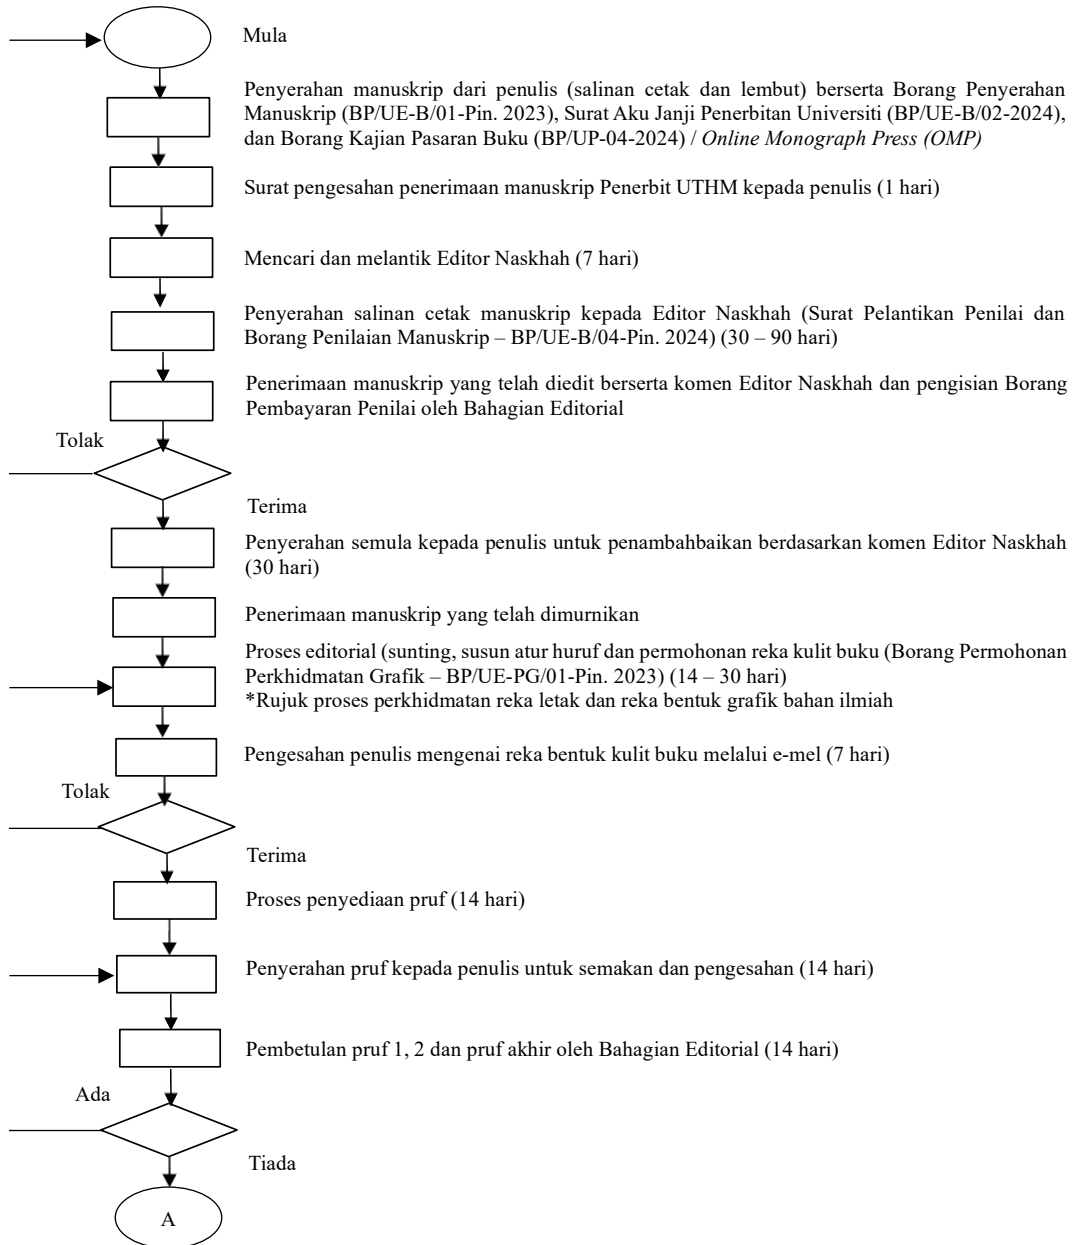 Mula
Penyerahan manuskrip dari penulis (salinan cetak dan lembut) berserta Borang Penyerahan
Manuskrip (BP/UE-B/01-Pin. 2023), Surat Aku Janji Penerbitan Universiti (BP/UE-B/02-2024),
dan Borang Kajian Pasaran Buku (BP/UP-04-2024) / Online Monograph Press (OMP)
Surat pengesahan penerimaan manuskrip Penerbit UTHM kepada penulis (1 hari)
Mencari dan melantik Editor Naskhah (7 hari)
Penyerahan salinan cetak manuskrip kepada Editor Naskhah (Surat Pelantikan Penilai dan
Borang Penilaian Manuskrip – BP/UE-B/04-Pin. 2024) (30 – 90 hari)
Penerimaan manuskrip yang telah diedit berserta komen Editor Naskhah dan pengisian Borang
Pembayaran Penilai oleh Bahagian Editorial
Tolak
Terima
Penyerahan semula kepada penulis untuk penambahbaikan berdasarkan komen Editor Naskhah
(30 hari)
Penerimaan manuskrip yang telah dimurnikan
Proses editorial (sunting, susun atur huruf dan permohonan reka kulit buku (Borang Permohonan
Perkhidmatan Grafik – BP/UE-PG/01-Pin. 2023) (14 – 30 hari)
*Rujuk proses perkhidmatan reka letak dan reka bentuk grafik bahan ilmiah
Pengesahan penulis mengenai reka bentuk kulit buku melalui e-mel (7 hari)
Tolak
Terima
Proses penyediaan pruf (14 hari)
Penyerahan pruf kepada penulis untuk semakan dan pengesahan (14 hari)
Pembetulan pruf 1, 2 dan pruf akhir oleh Bahagian Editorial (14 hari)
Ada
Tiada
A